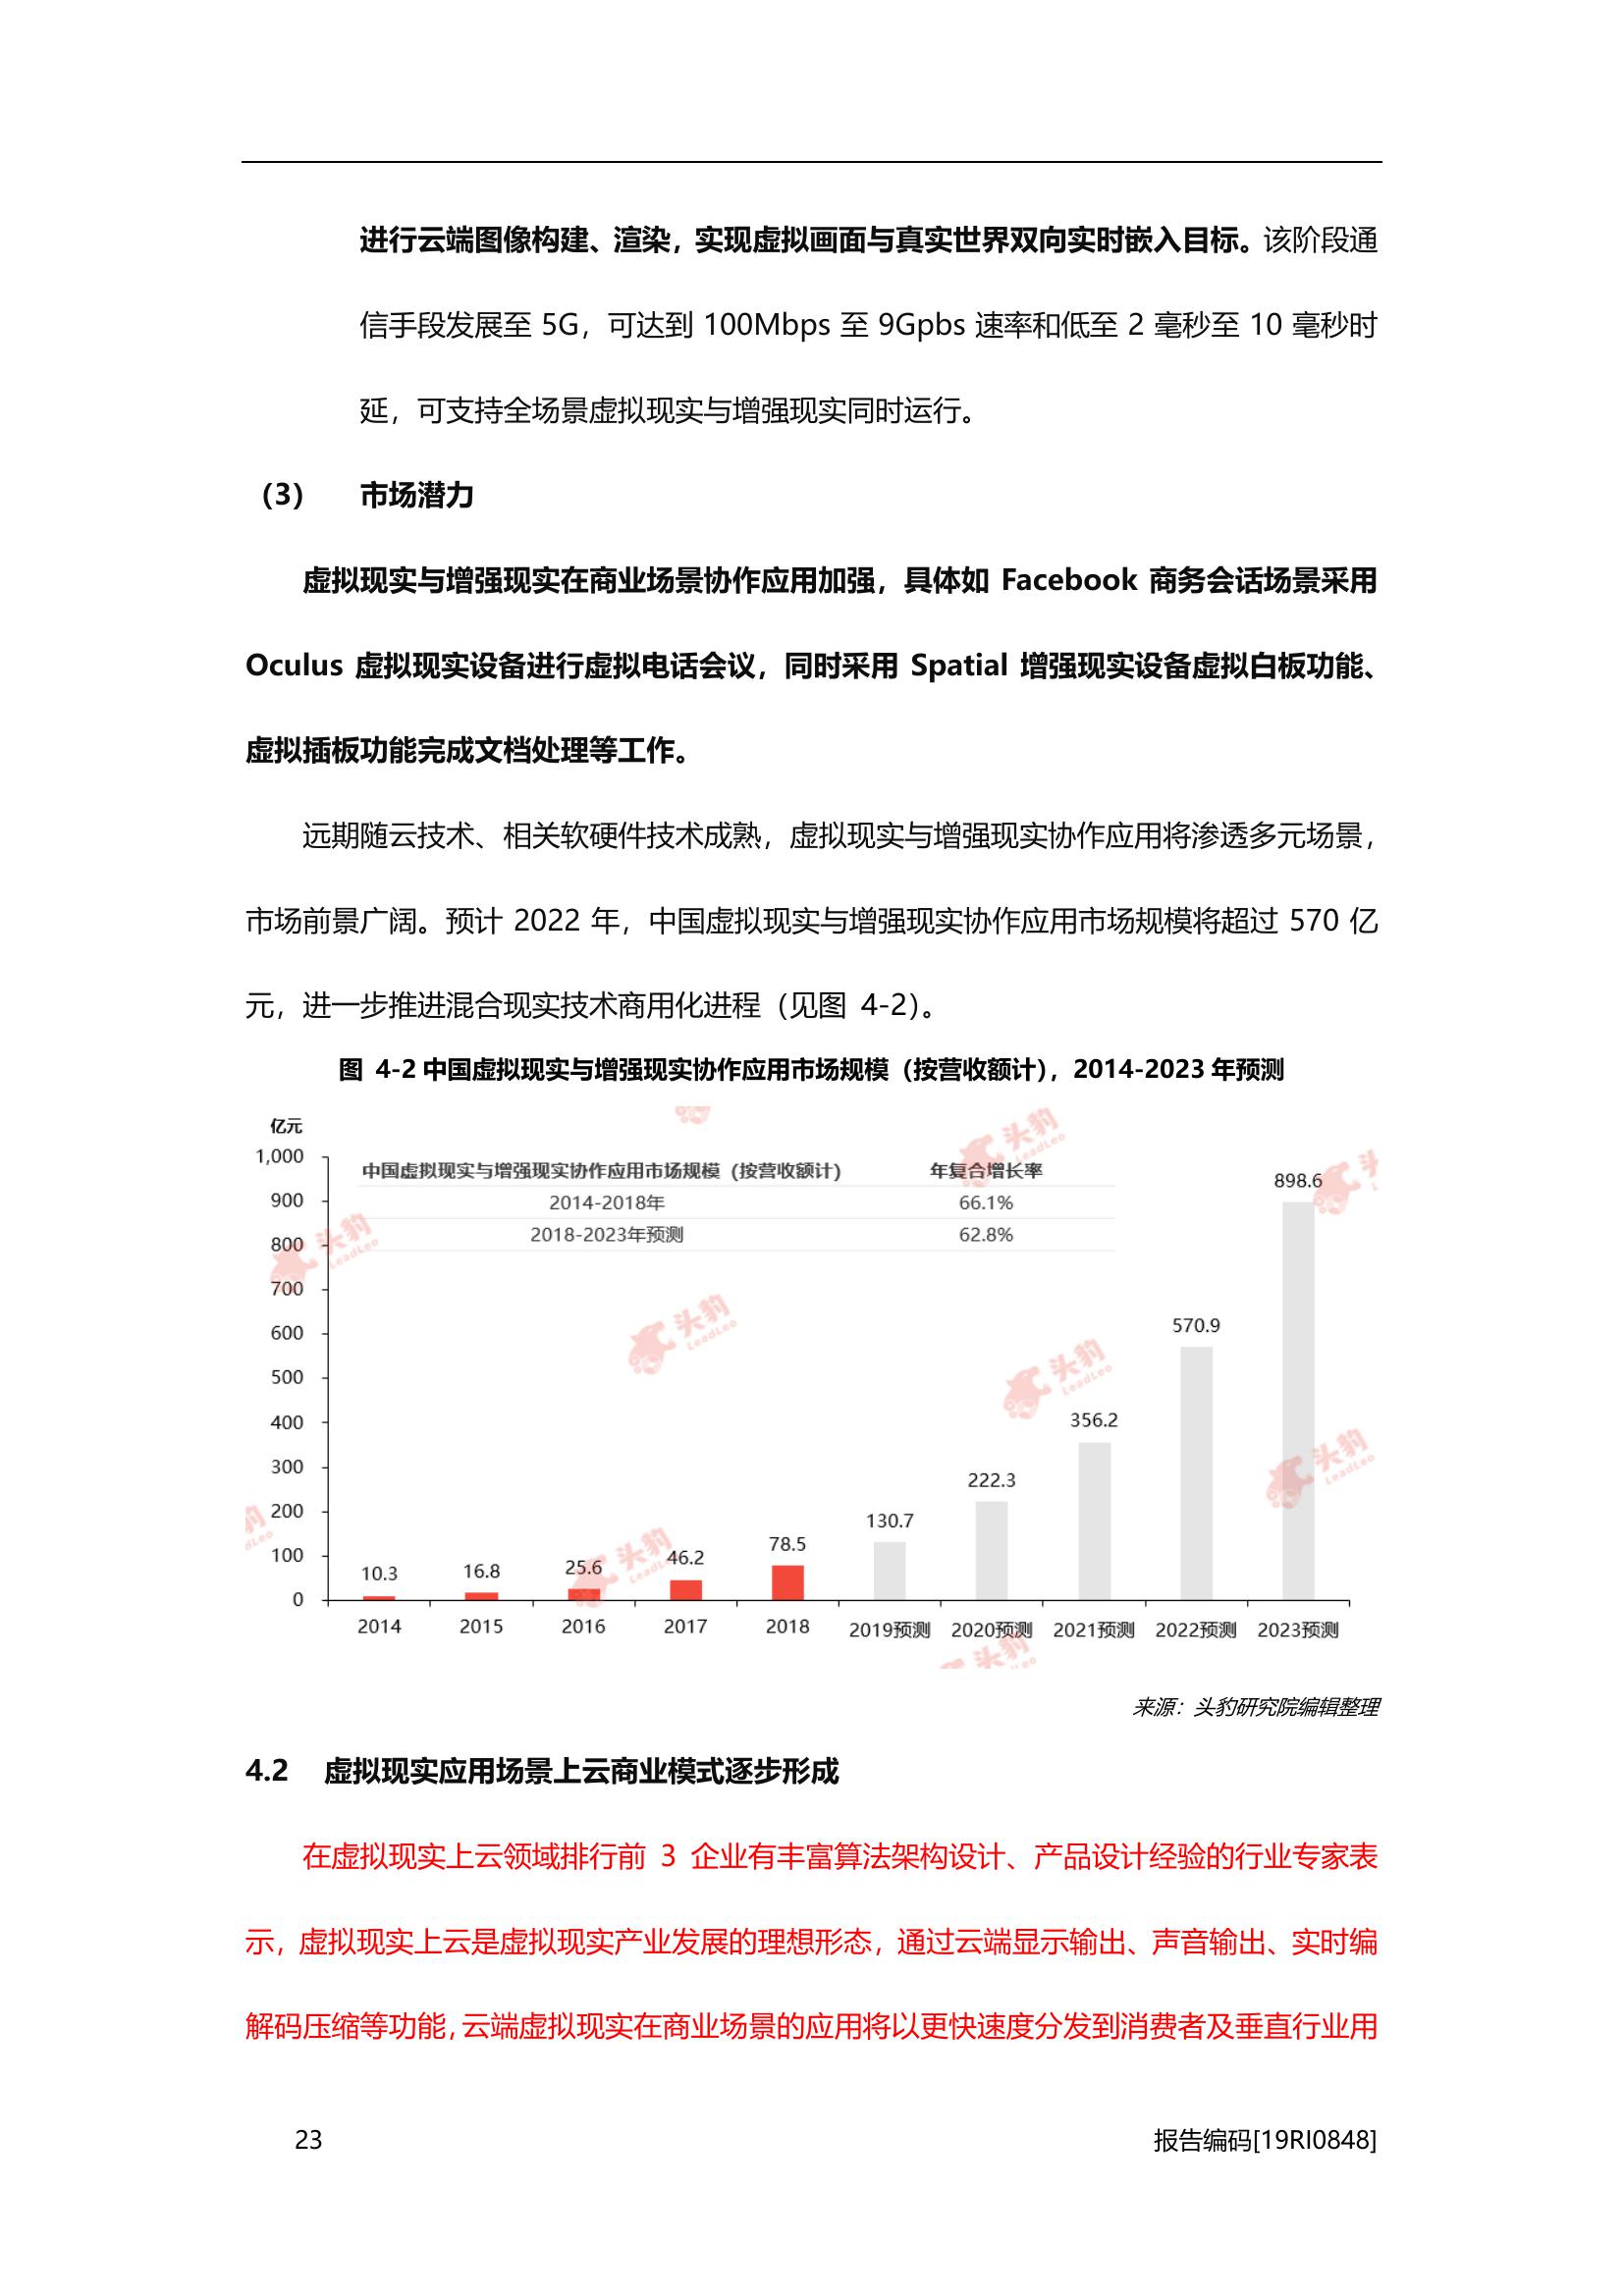 进行云端图像构建、渲染，实现虚拟画面与真实世界双向实时嵌入目标。该阶段通
信手段发展至 5G，可达到 100Mbps 至 9Gpbs 速率和低至 2 毫秒至 10 毫秒时
延，可支持全场景虚拟现实与增强现实同时运行。
（3） 市场潜力
虚拟现实与增强现实在商业场景协作应用加强，具体如 Facebook 商务会话场景采用
Oculus 虚拟现实设备进行虚拟电话会议，同时采用 Spatial 增强现实设备虚拟白板功能、
虚拟插板功能完成文档处理等工作。
远期随云技术、相关软硬件技术成熟，虚拟现实与增强现实协作应用将渗透多元场景，
市场前景广阔。预计 2022 年，中国虚拟现实与增强现实协作应用市场规模将超过 570 亿
元，进一步推进混合现实技术商用化进程（见图 4-2）。
图 4-2 中国虚拟现实与增强现实协作应用市场规模（按营收额计），2014-2023 年预测
亿元
中国虚拟现实与增强现实协作应用市场规模（按营收额计） 年复合增长率
2014-2018年 66.1%
2018-2023年预测 62.8%
1,000
900
800
700
600
500
400
300
200
100
0
10.3
16.8
25.6
46.2
78.5
130.7
222.3
356.2
570.9
898.6
2014 2015 2016 2017 2018 2019预测 2020预测 2021预测 2022预测 2023预测
头豹
LeadLeo
头豹
LeadLeo
头豹
LeadLeo
头豹
LeadLeo
头豹
LeadLeo
头豹
LeadLeo
来源：头豹研究院编辑整理
4.2 虚拟现实应用场景上云商业模式逐步形成
在虚拟现实上云领域排行前 3 企业有丰富算法架构设计、产品设计经验的行业专家表
示，虚拟现实上云是虚拟现实产业发展的理想形态，通过云端显示输出、声音输出、实时编
解码压缩等功能，云端虚拟现实在商业场景的应用将以更快速度分发到消费者及垂直行业用
23 报告编码[19RI0848]